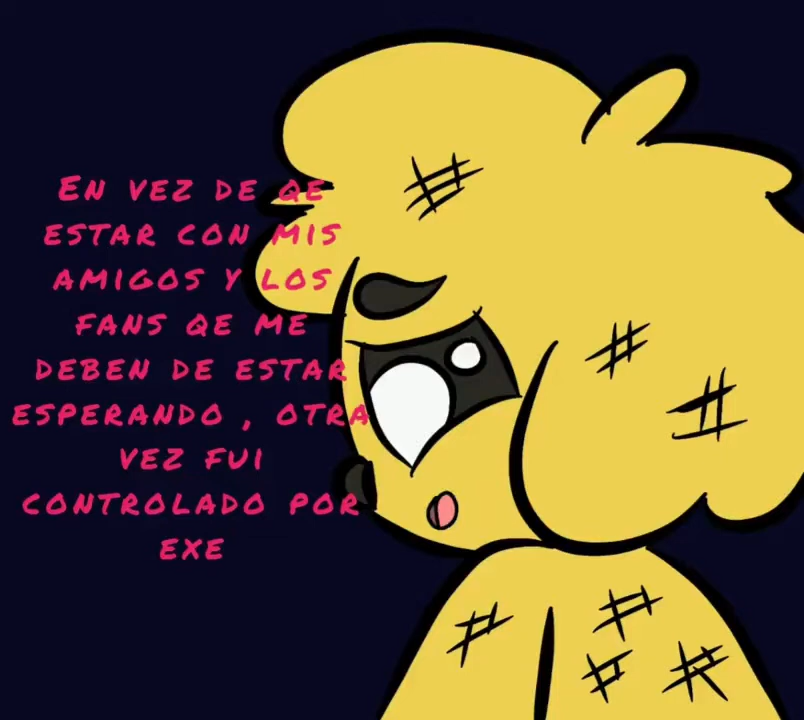 En vez de qe
estar con mis
amigos y los
fans qe me
deben de estar
esperando , otra
vez fui
controlado por
exe